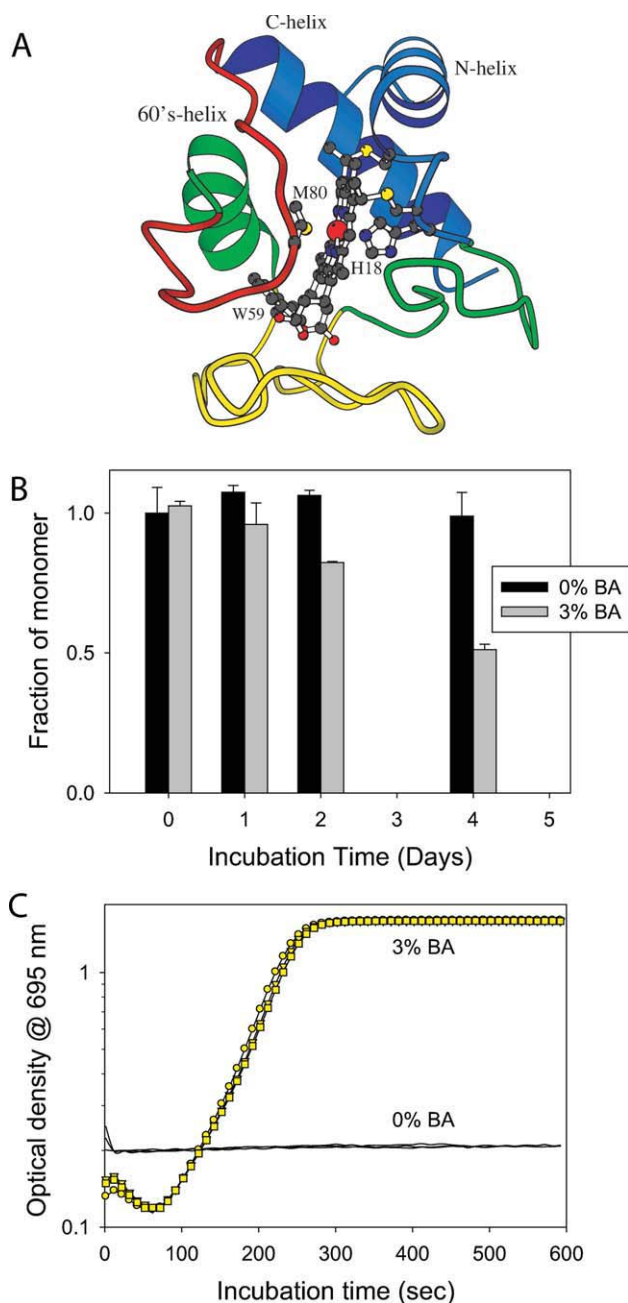 A
C-helix
N-helix
60's-helix
M80
H18
W59
B
Fraction of monomer
1.0
0.5
0.0
0% BA
3% BA
0 1 2 3 4 5
Incubation Time (Days)
C
Optical density @ 695 nm
1
0.1
3% BA
0% BA
0 100 200 300 400 500 600
Incubation time (sec)